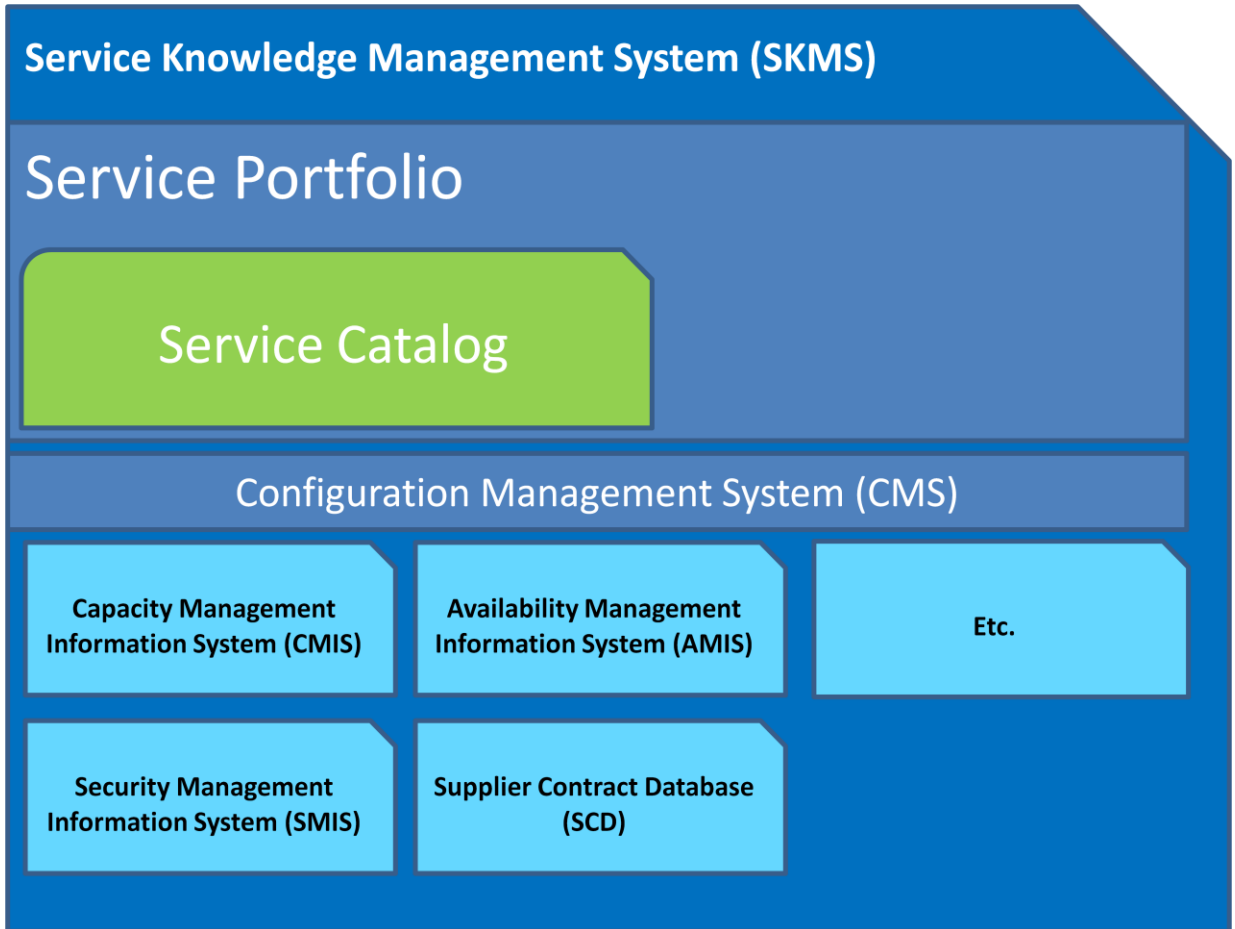 Service Knowledge Management System (SKMS)
Service Portfolio
Service Catalog
Configuration Management System (CMS)
Capacity Management
Information System (CMIS)
Availability Management
Information System (AMIS)
Etc.
Security Management
Information System (SMIS)
Supplier Contract Database
(SCD)